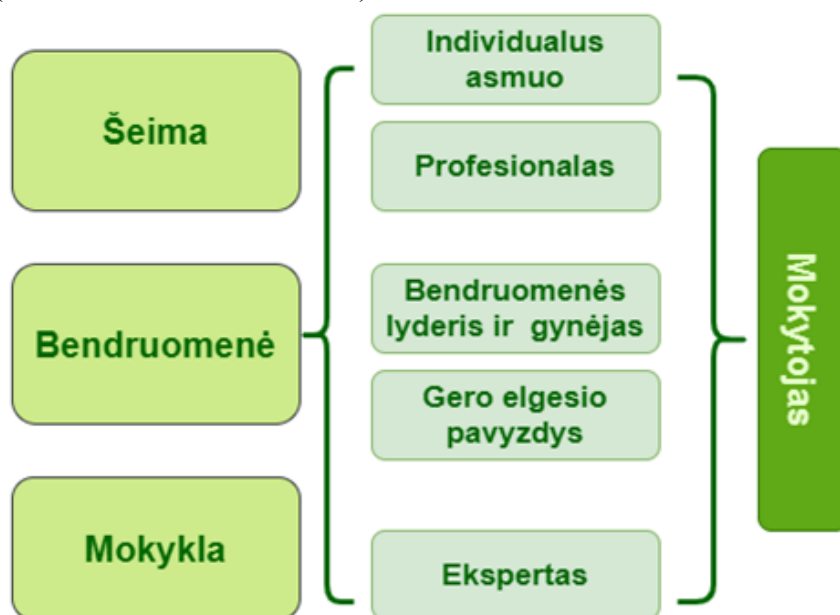 Šeima
Bendruomenė
Mokykla
Individualus
asmuo
Profesionalas
Bendruomenės
lyderis ir gynėjas
Gero elgesio
pavyzdys
Ekspertas
Mokytojas